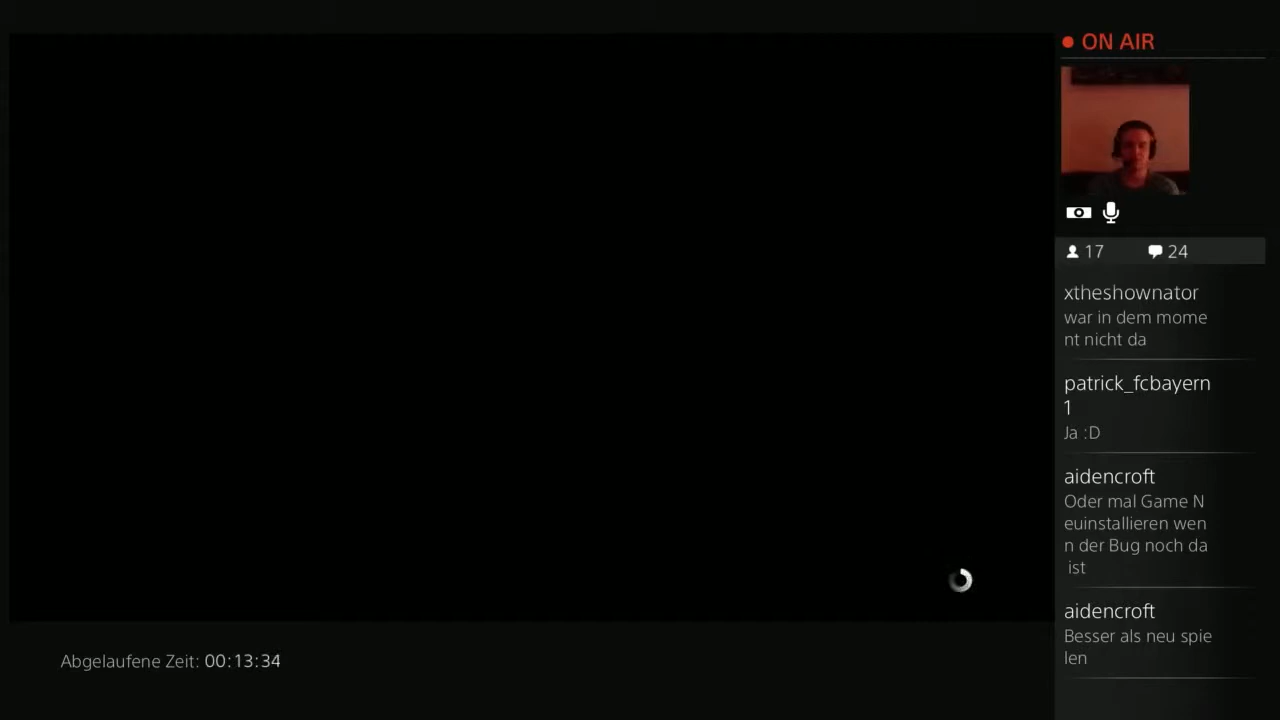 ON AIR
17 24
xtheshownator
war in dem mome
nt nicht da
patrick_fcbayern
1
Ja :D
aidencroft
Oder mal Game N
euinstallieren wen
n der Bug noch da
ist
aidencroft
Besser als neu spie
len
Abgelaufene Zeit: 00:13:34